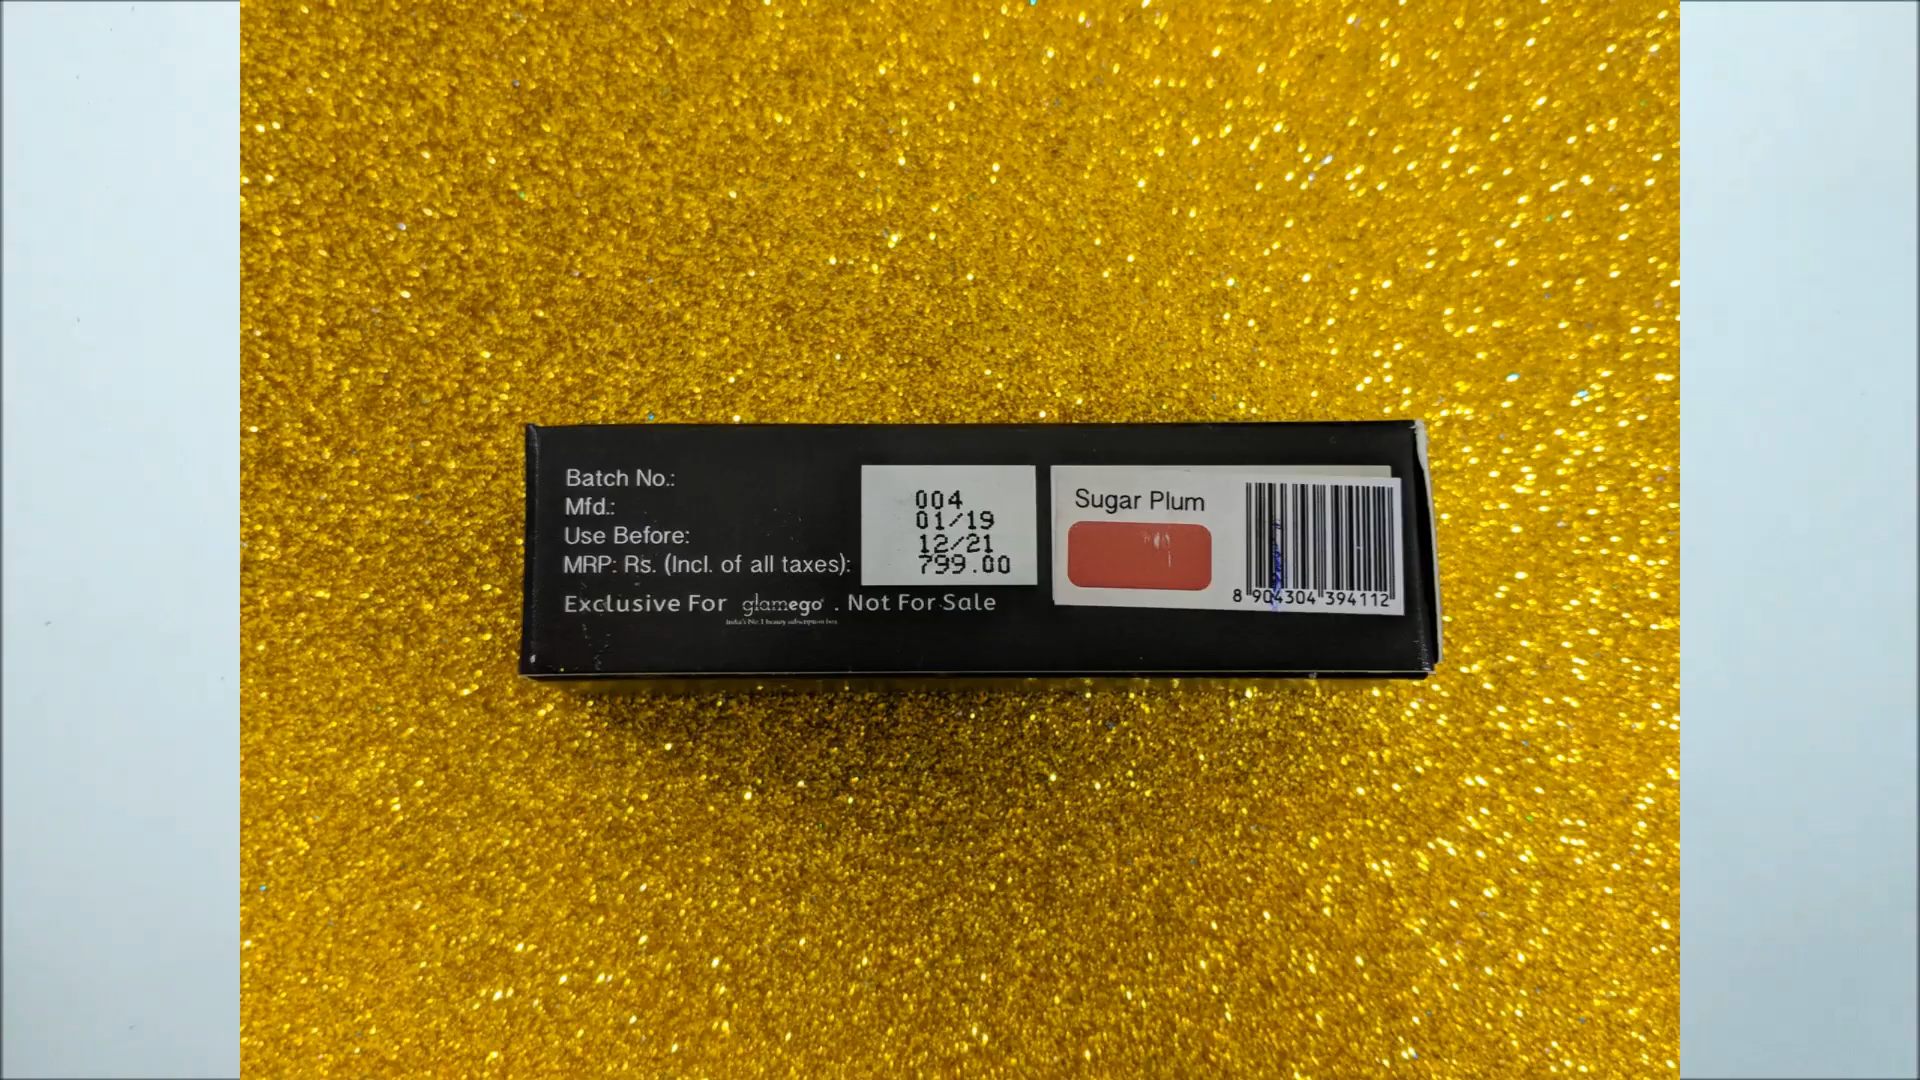 Batch No.: 004
Mfd.: 01/19
Use Before: 12/21
MRP: Rs. (Incl. of all taxes): 799.00
Exclusive For glamego . Not For Sale
India's No. 1 beauty subscription box
Sugar Plum
8 904304 394112